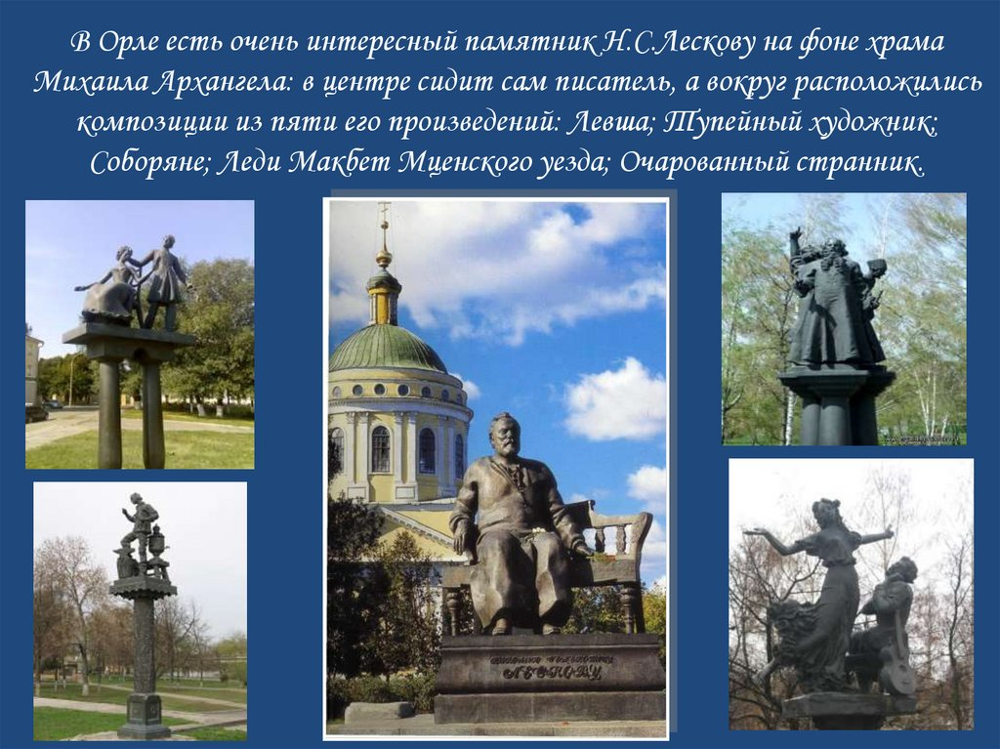 В Орле есть очень интересный памятник Н.С.Лескову на фоне храма
Михаила Архангела: в центре сидит сам писатель, а вокруг расположились
композиции из пяти его произведений: Левша; Тупейный художник;
Соборяне; Леди Макбет Мценского уезда; Очарованный странник.
ЛЕСКОВУ